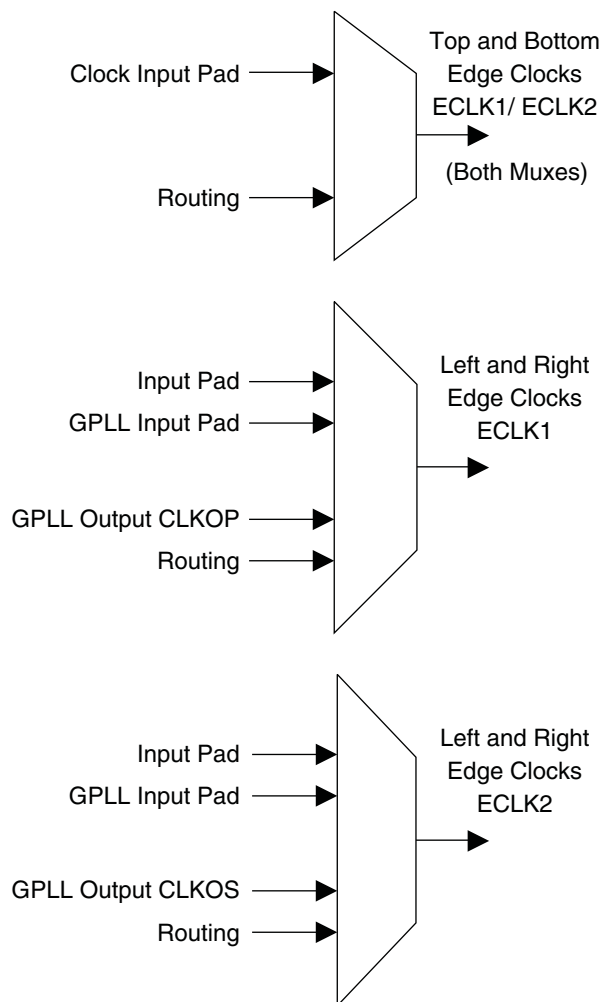 Clock Input Pad
Routing
Top and Bottom
Edge Clocks
ECLK1/ ECLK2
(Both Muxes)
Input Pad
GPLL Input Pad
GPLL Output CLKOP
Routing
Left and Right
Edge Clocks
ECLK1
Input Pad
GPLL Input Pad
GPLL Output CLKOS
Routing
Left and Right
Edge Clocks
ECLK2